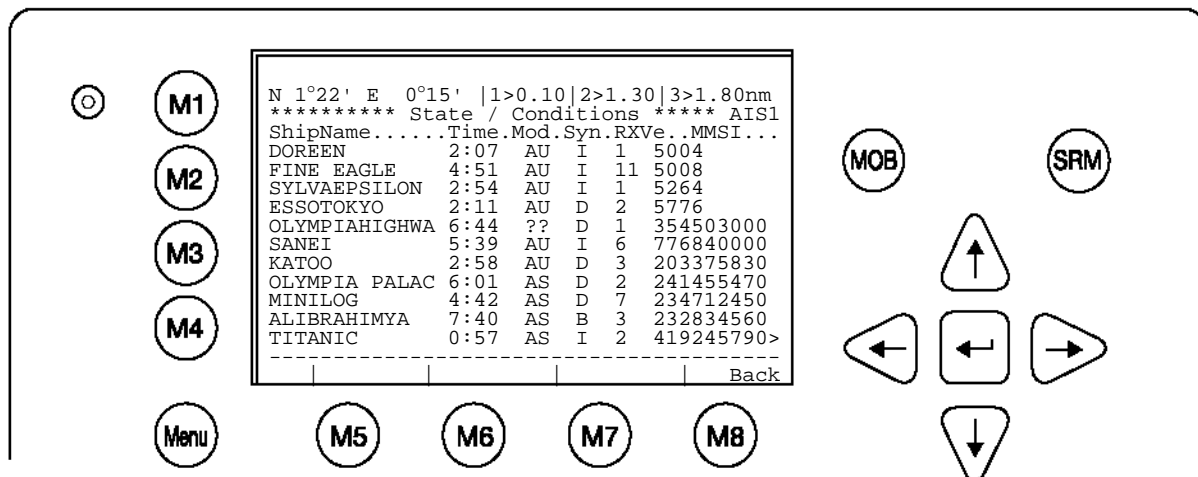 N 1°22' E  0°15' |1>0.10|2>1.30|3>1.80nm
********** State / Conditions ***** AIS1
ShipName......Time.Mod.Syn.RXVe..MMSI...
DOREEN        2:07  AU  I  1  5004
FINE EAGLE    4:51  AU  I  11 5008
SYLVAEPSILON  2:54  AU  I  1  5264
ESSOTOKYO     2:11  AU  D  2  5776
OLYMPIAHIGHWA 6:44  ??  D  1  354503000
SANEI         5:39  AU  I  6  776840000
KATOO         2:58  AU  D  3  203375830
OLYMPIA PALAC 6:01  AS  D  2  241455470
MINILOG       4:42  AS  D  7  234712450
ALIBRAHIMYA   7:40  AS  B  3  232834560
TITANIC       0:57  AS  I  2  419245790>
----------------------------------------
|        |         |         |   Back
M1
M2
M3
M4
Menu
M5
M6
M7
M8
MOB
SRM